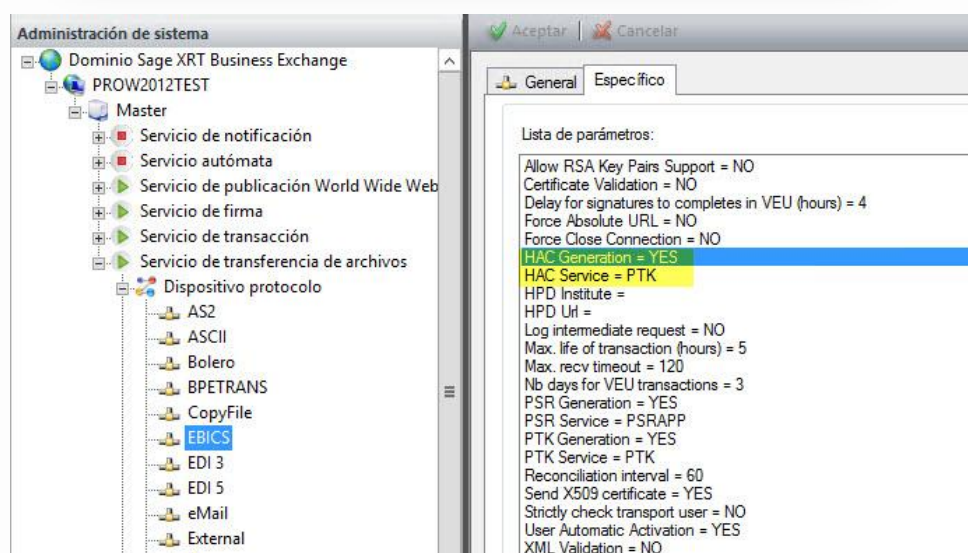 Administración de sistema
Dominio Sage XRT Business Exchange
PROW2012TEST
Master
Servicio de notificación
Servicio autómata
Servicio de publicación World Wide Web
Servicio de firma
Servicio de transacción
Servicio de transferencia de archivos
Dispositivo protocolo
AS2
ASCII
Bolero
BPETRANS
CopyFile
EBICS
EDI 3
EDI 5
eMail
External
Aceptar
Cancelar
General
Específico
Lista de parámetros:
Allow RSA Key Pairs Support = NO
Certificate Validation = NO
Delay for signatures to completes in VEU (hours) = 4
Force Absolute URL = NO
Force Close Connection = NO
HAC Generation = YES
HAC Service = PTK
HPD Institute =
HPD Url =
Log intermediate request = NO
Max. life of transaction (hours) = 5
Max. recv timeout = 120
Nb days for VEU transactions = 3
PSR Generation = YES
PSR Service = PSRAPP
PTK Generation = YES
PTK Service = PTK
Reconciliation interval = 60
Send X509 certificate = YES
Strictly check transport user = NO
User Automatic Activation = YES
XML Validation = NO